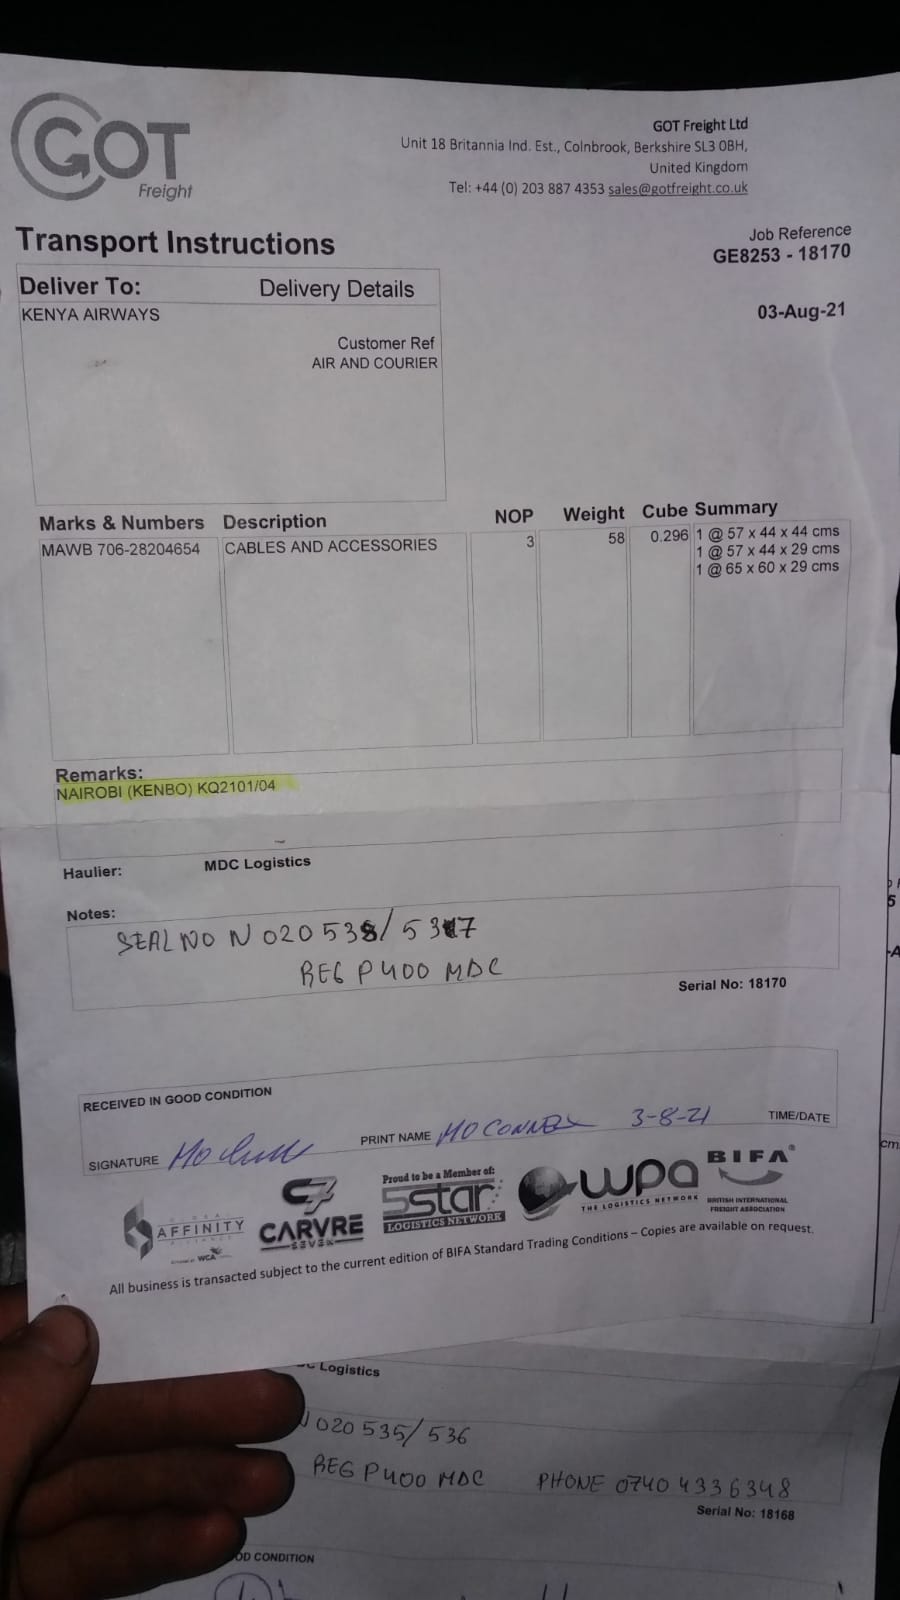 GOT
Freight
GOT Freight Ltd
Unit 18 Britannia Ind. Est., Colnbrook, Berkshire SL3 0BH,
United Kingdom
Tel: +44 (0) 203 887 4353 sales@gotfreight.co.uk
Transport Instructions
Job Reference
GE8253 - 18170
03-Aug-21
Deliver To: Delivery Details
KENYA AIRWAYS
Customer Ref
AIR AND COURIER
Marks & Numbers Description NOP Weight Cube Summary
MAWB 706-28204654 CABLES AND ACCESSORIES 3 58 0.296 1 @ 57 x 44 x 44 cms
1 @ 57 x 44 x 29 cms
1 @ 65 x 60 x 29 cms
Remarks:
NAIROBI (KENBO) KQ2101/04
Haulier: MDC Logistics
Notes:
SEAL NO N 020 538/537
REG P400 MDC
Serial No: 18170
RECEIVED IN GOOD CONDITION
SIGNATURE PRINT NAME 3-8-21 TIME/DATE
AFFINITY
WCA
C7
CARVRE
SEVEN
Proud to be a Member of:
5star
LOGISTICS NETWORK
wpa
THE LOGISTICS NETWORK
BIFA
BRITISH INTERNATIONAL
FREIGHT ASSOCIATION
All business is transacted subject to the current edition of BIFA Standard Trading Conditions – Copies are available on request.
Logistics
N 020 535/536
REG P400 MDC PHONE 0740 4336348
Serial No: 18168
OD CONDITION